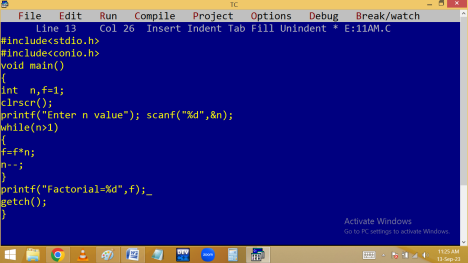 TC
File Edit Run Compile Project Options Debug Break/watch
Line 13 Col 26 Insert Indent Tab Fill Unindent * E:11AM.C
#include<stdio.h>
#include<conio.h>
void main()
{
int n,f=1;
clrscr();
printf("Enter n value"); scanf("%d",&n);
while(n>1)
{
f=f*n;
n--;
}
printf("Factorial=%d",f);_
getch();
}
Activate Windows
Go to PC settings to activate Windows.
11:25 AM
13-Sep-23